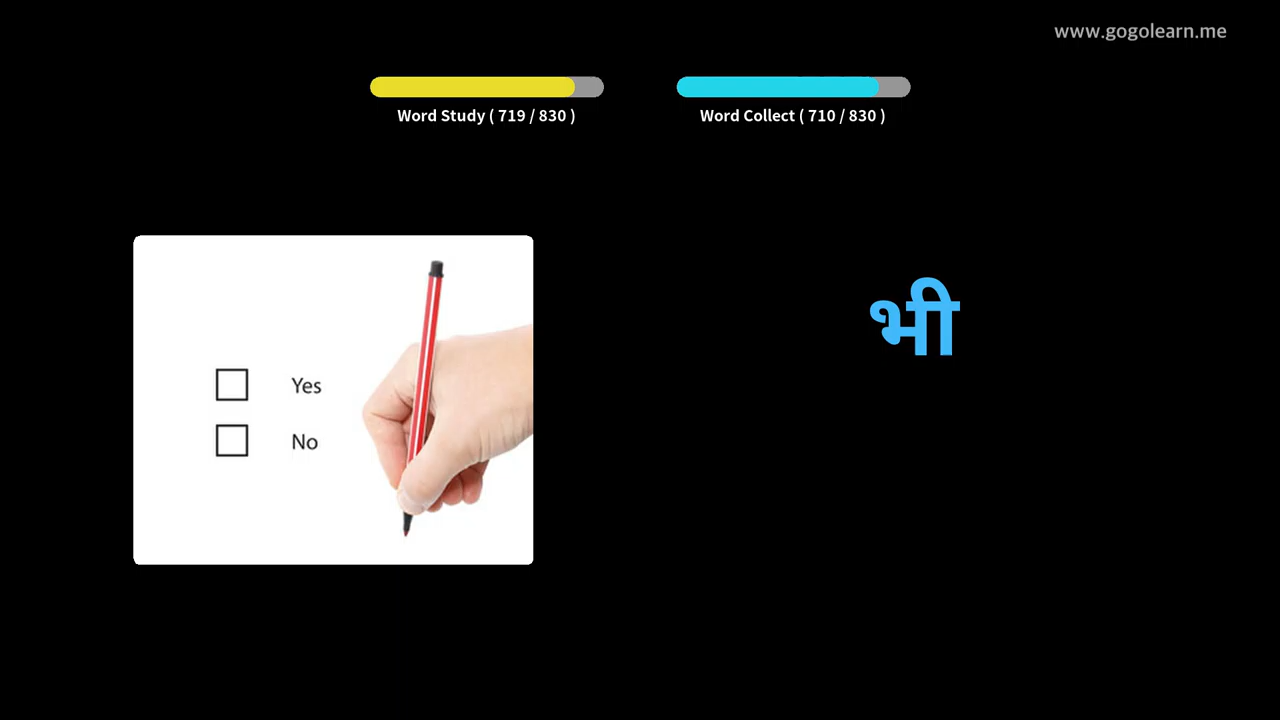 www.gogolearn.me
Word Study ( 719 / 830 )
Word Collect ( 710 / 830 )
Yes
No
भी